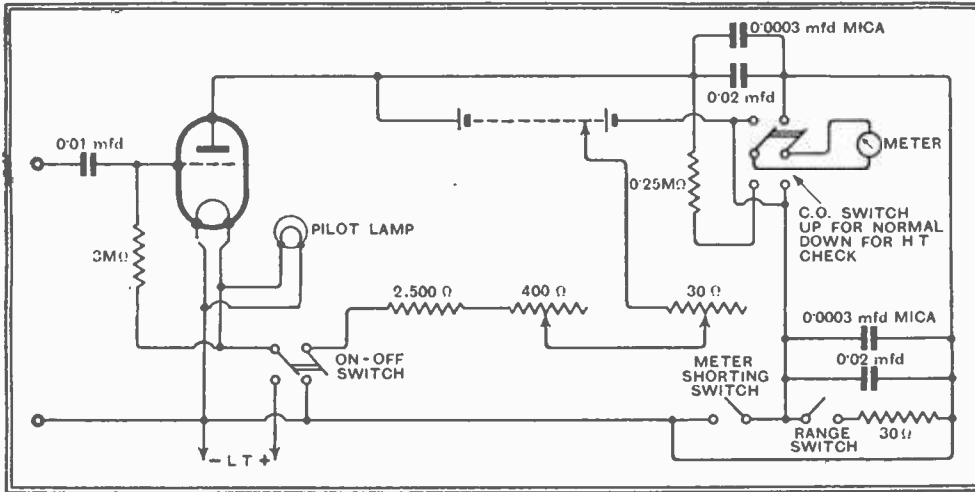 0·0003 mfd MICA
0·02 mfd
0·01 mfd
METER
0·25MΩ
C.O. SWITCH
UP FOR NORMAL
DOWN FOR H T
CHECK
PILOT LAMP
3MΩ
2.500 Ω
400 Ω
30 Ω
0·0003 mfd MICA
0·02 mfd
ON-OFF
SWITCH
METER
SHORTING
SWITCH
RANGE
SWITCH
30Ω
- L T +